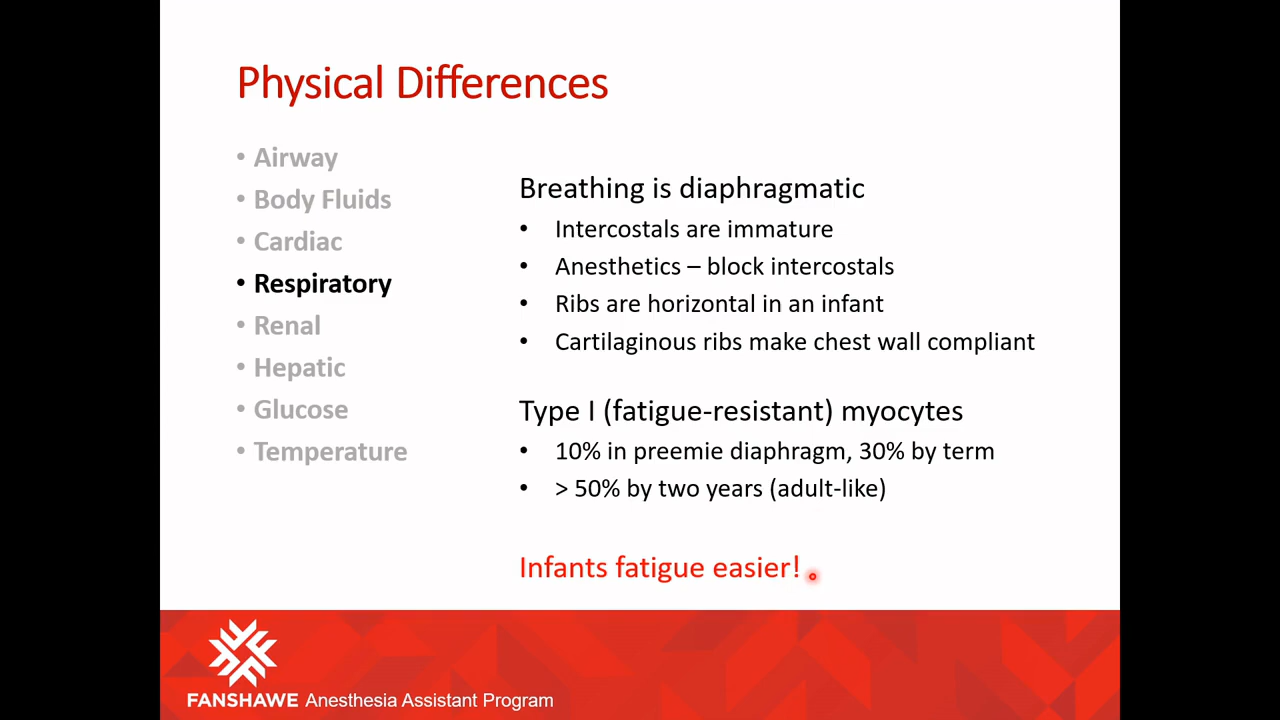 Physical Differences
• Airway
• Body Fluids
• Cardiac
• Respiratory
• Renal
• Hepatic
• Glucose
• Temperature
Breathing is diaphragmatic
• Intercostals are immature
• Anesthetics – block intercostals
• Ribs are horizontal in an infant
• Cartilaginous ribs make chest wall compliant
Type I (fatigue-resistant) myocytes
• 10% in preemie diaphragm, 30% by term
• > 50% by two years (adult-like)
Infants fatigue easier!
FANSHAWE Anesthesia Assistant Program